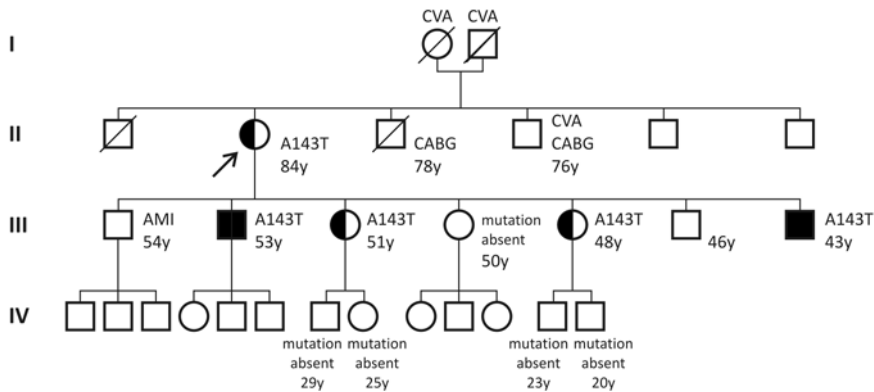 CVA CVA
I
II
A143T
84y
CABG
78y
CVA
CABG
76y
III
AMI
54y
A143T
53y
A143T
51y
mutation
absent
50y
A143T
48y
46y
A143T
43y
IV
mutation
absent
29y
mutation
absent
25y
mutation
absent
23y
mutation
absent
20y